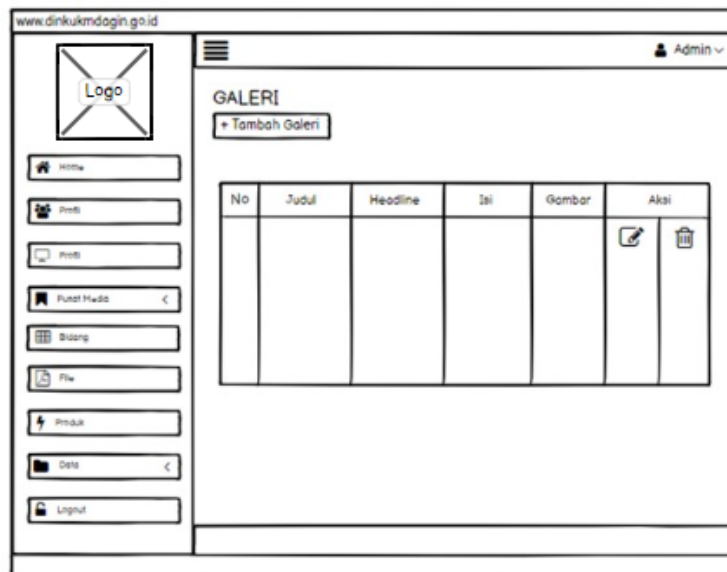 www.dinkukmdagin.go.id
Logo
Admin
GALERI
+ Tambah Galeri
Home
Profil
Profil
Pusat Media
Bidang
File
Produk
Data
Logout
No Judul Headline Isi Gambar Aksi